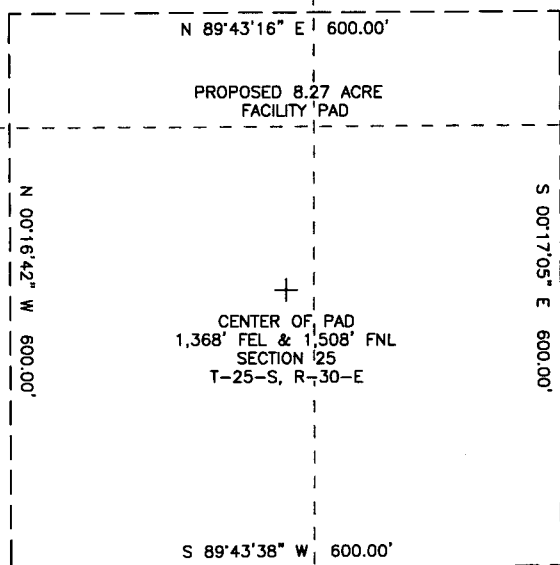 N 89°43'16" E 600.00'
PROPOSED 8.27 ACRE
FACILITY PAD
N 00°16'42" W 600.00'
S 00°17'05" E 600.00'
CENTER OF PAD
1,368' FEL & 1,508' FNL
SECTION 25
T-25-S, R-30-E
S 89°43'38" W 600.00'